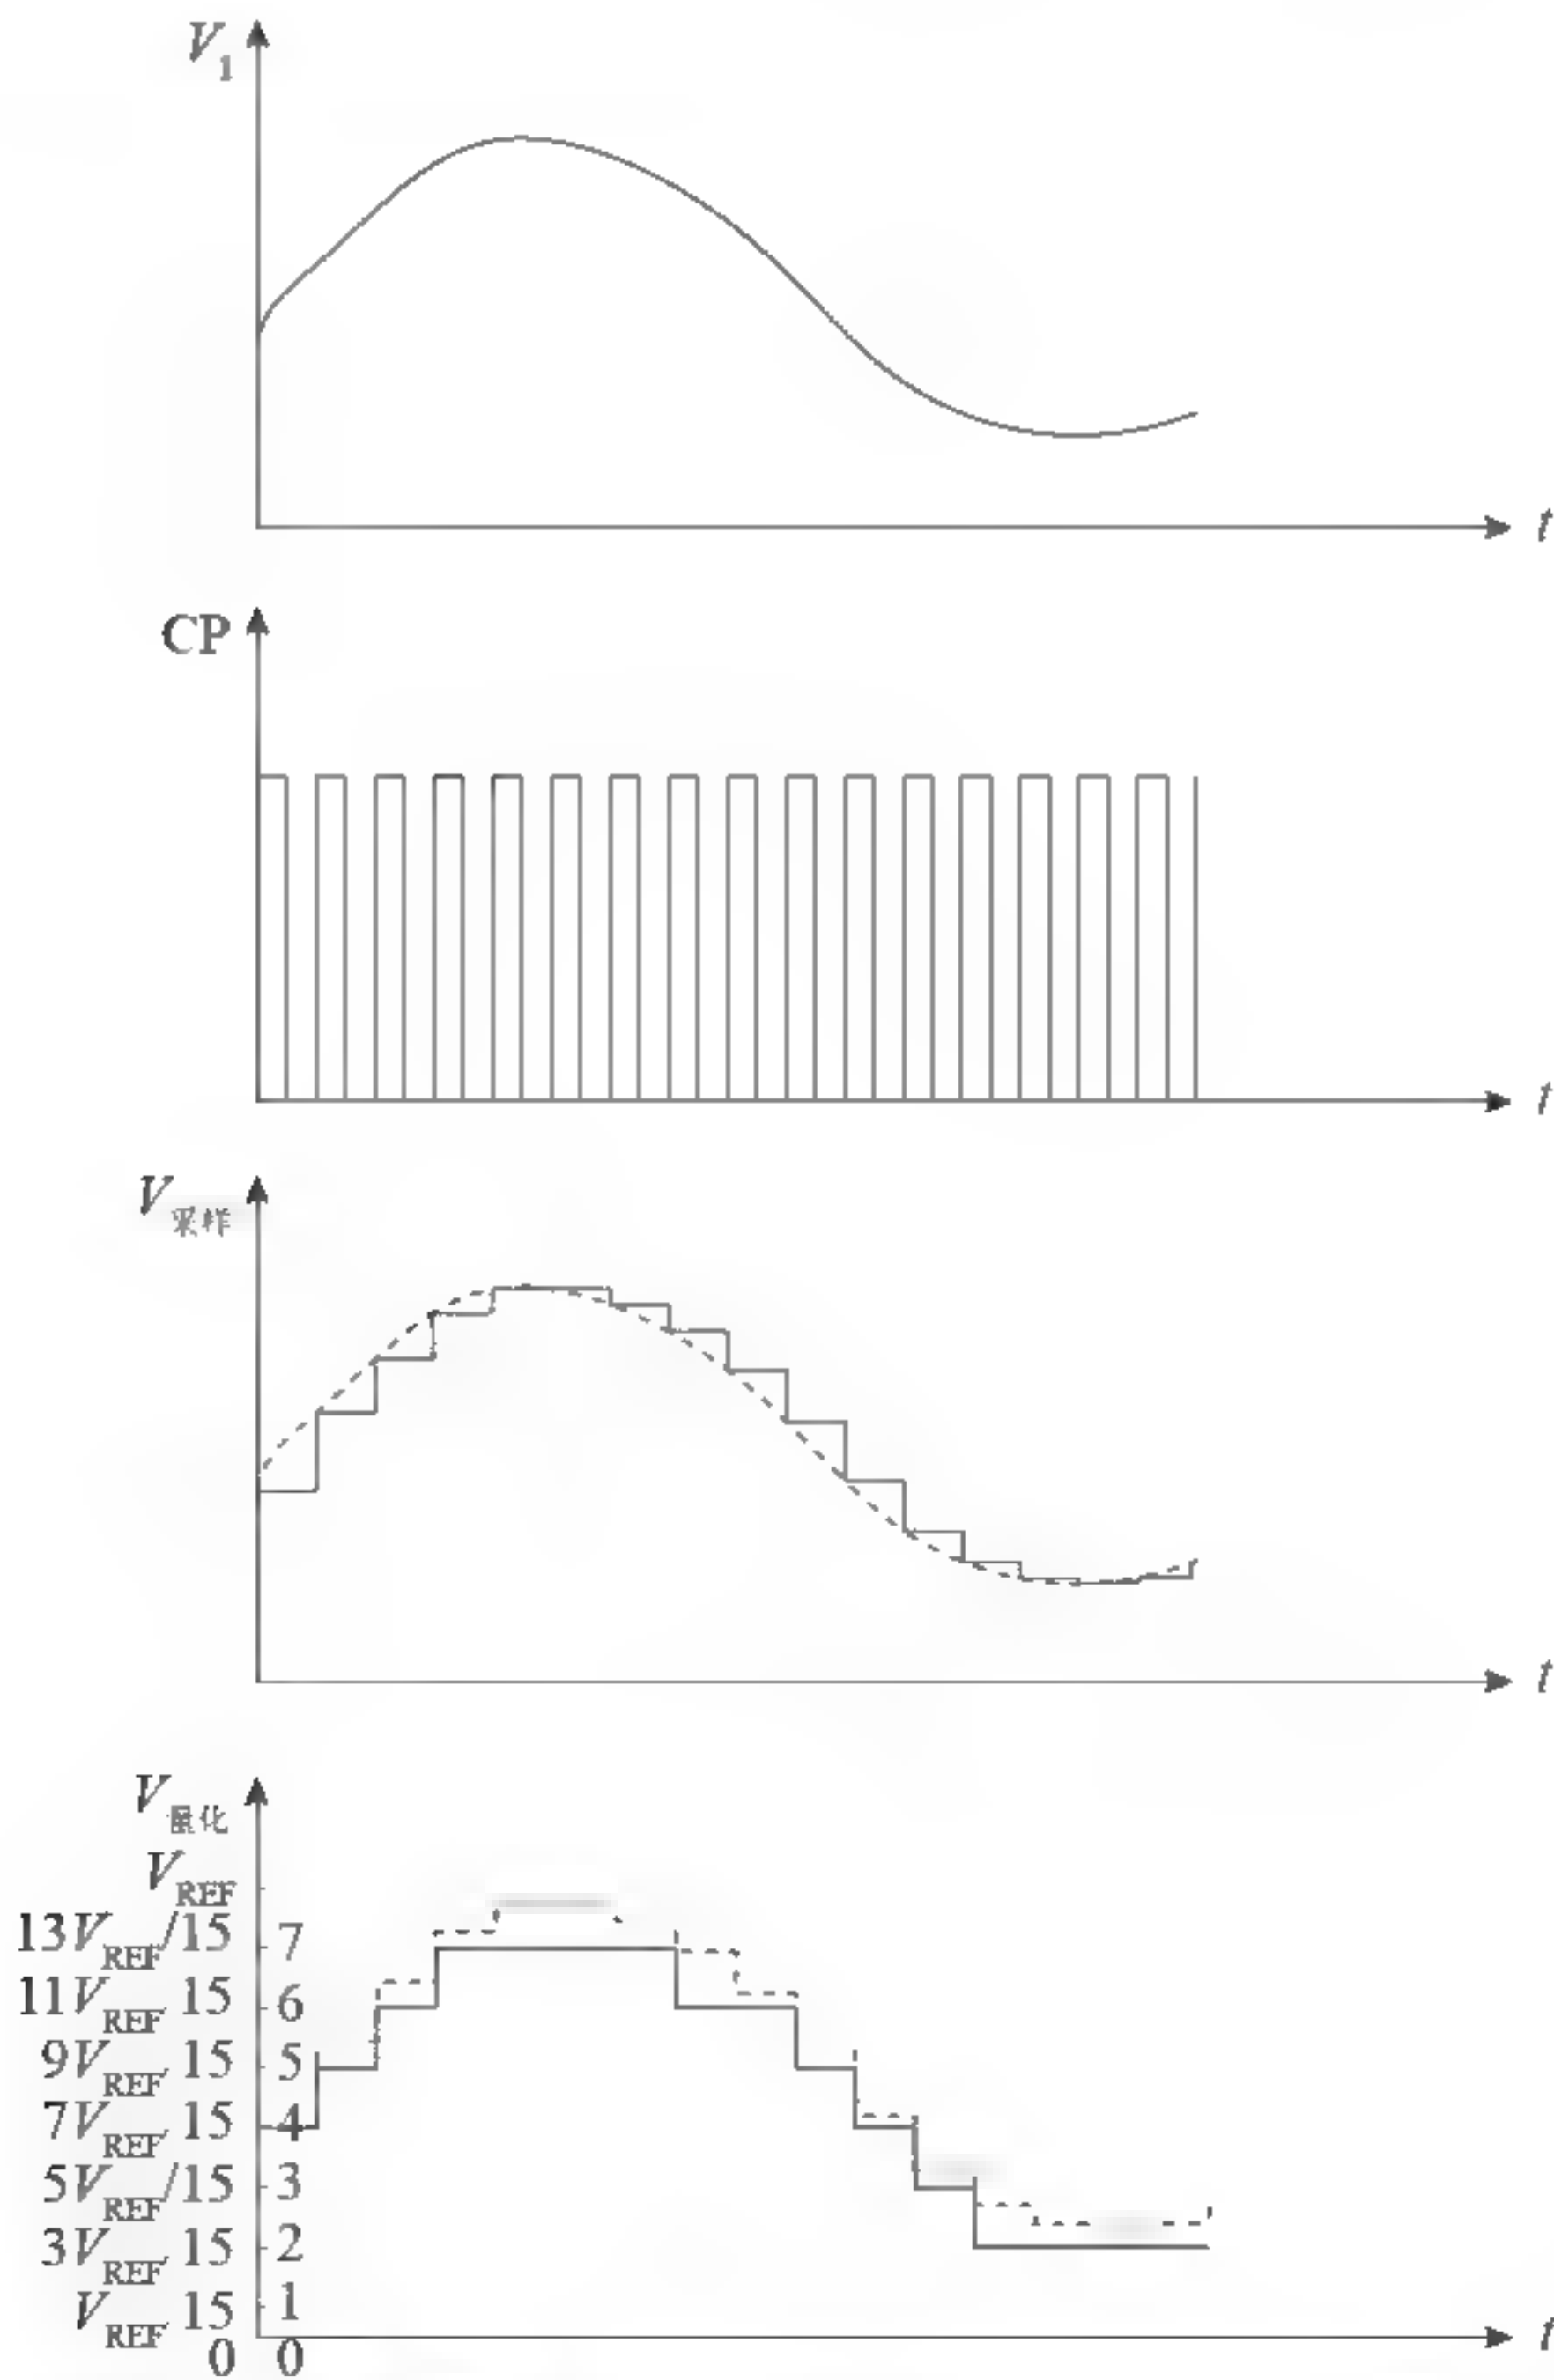 V1
t
CP
t
V采样
t
V量化
VREF
13VREF/15 7
11VREF 15 6
9VREF 15 5
7VREF 15 4
5VREF/15 3
3VREF 15 2
VREF 15 1
0 0
t